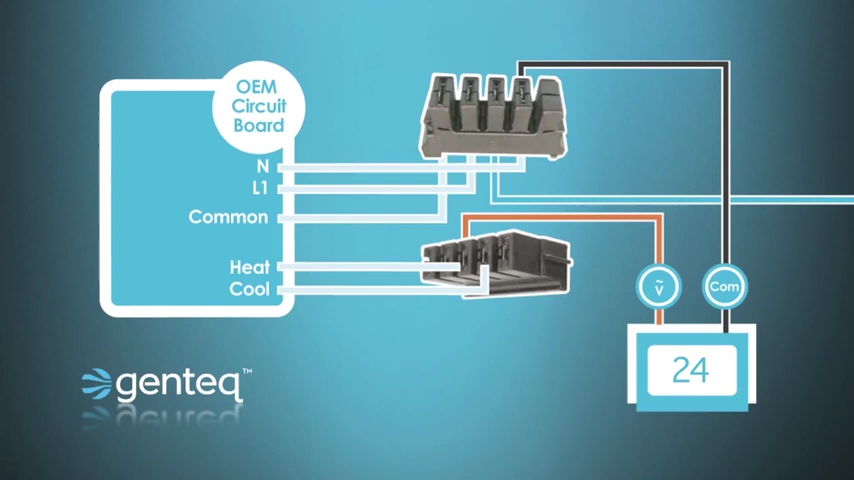 OEM
Circuit
Board
N
L1
Common
Heat
Cool
ṽ
Com
24
genteq™